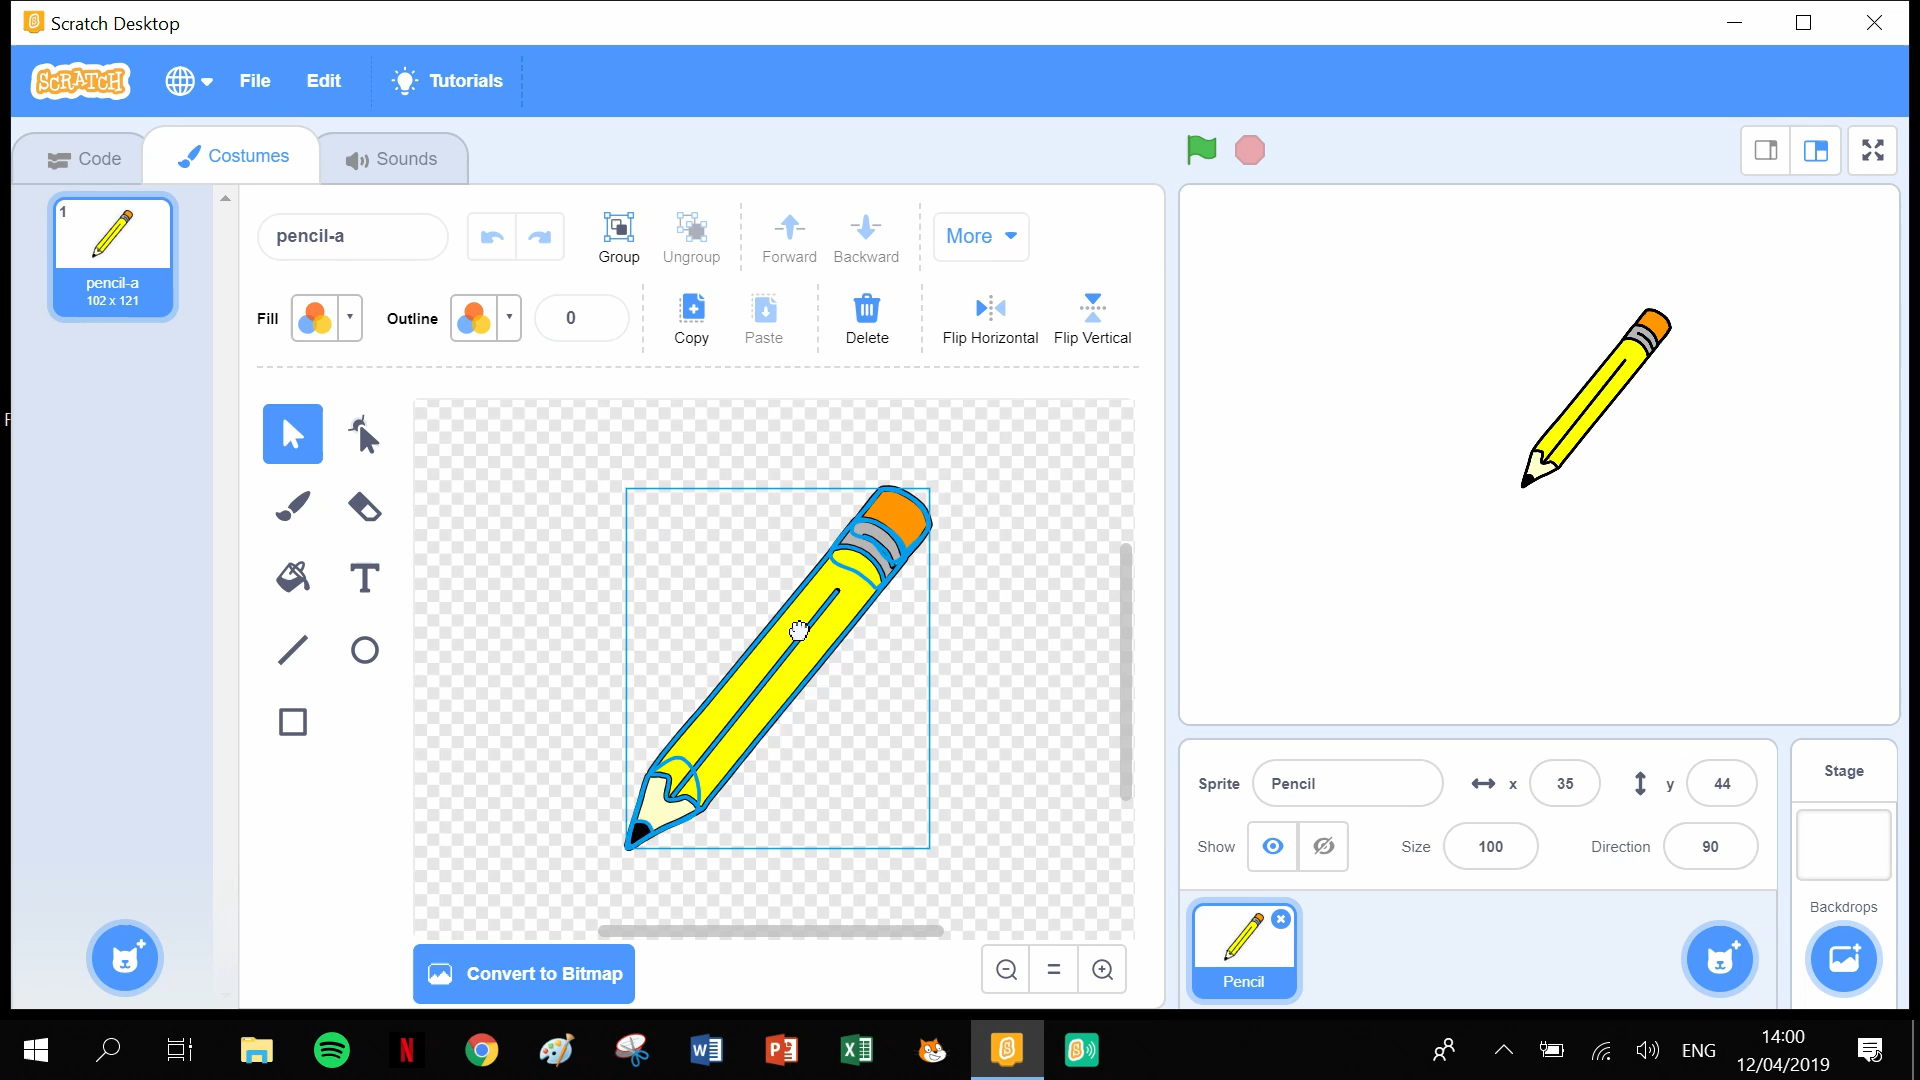 Scratch Desktop
SCRATCH File Edit Tutorials
Code Costumes Sounds
1
pencil-a
102 x 121
pencil-a
Group Ungroup Forward Backward More
Fill Outline 0 Copy Paste Delete Flip Horizontal Flip Vertical
T
Convert to Bitmap
Sprite Pencil x 35 y 44
Show Size 100 Direction 90
Pencil
Stage
Backdrops
N W P X ENG
14:00
12/04/2019